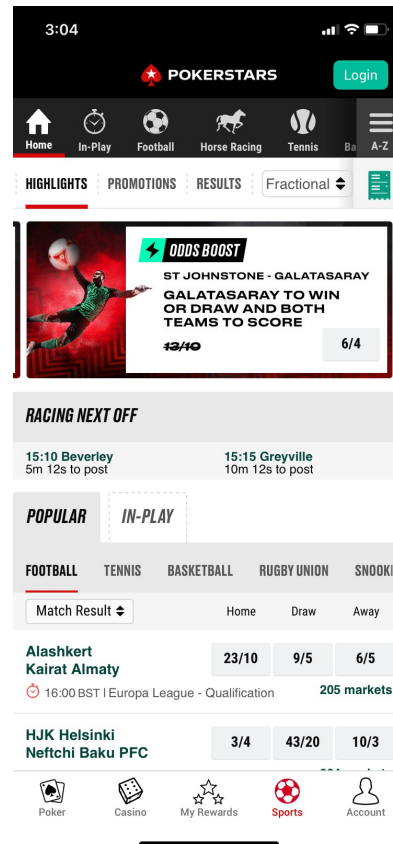 3:04
POKERSTARS
Login
Home In-Play Football Horse Racing Tennis Ba A-Z
HIGHLIGHTS PROMOTIONS RESULTS Fractional
ODDS BOOST
ST JOHNSTONE - GALATASARAY
GALATASARAY TO WIN
OR DRAW AND BOTH
TEAMS TO SCORE
13/10
6/4
RACING NEXT OFF
15:10 Beverley 15:15 Greyville
5m 12s to post 10m 12s to post
POPULAR IN-PLAY
FOOTBALL TENNIS BASKETBALL RUGBY UNION SNOOK
Match Result Home Draw Away
Alashkert
Kairat Almaty
23/10 9/5 6/5
16:00 BST | Europa League - Qualification 205 markets
HJK Helsinki
Neftchi Baku PFC
3/4 43/20 10/3
Poker Casino My Rewards Sports Account